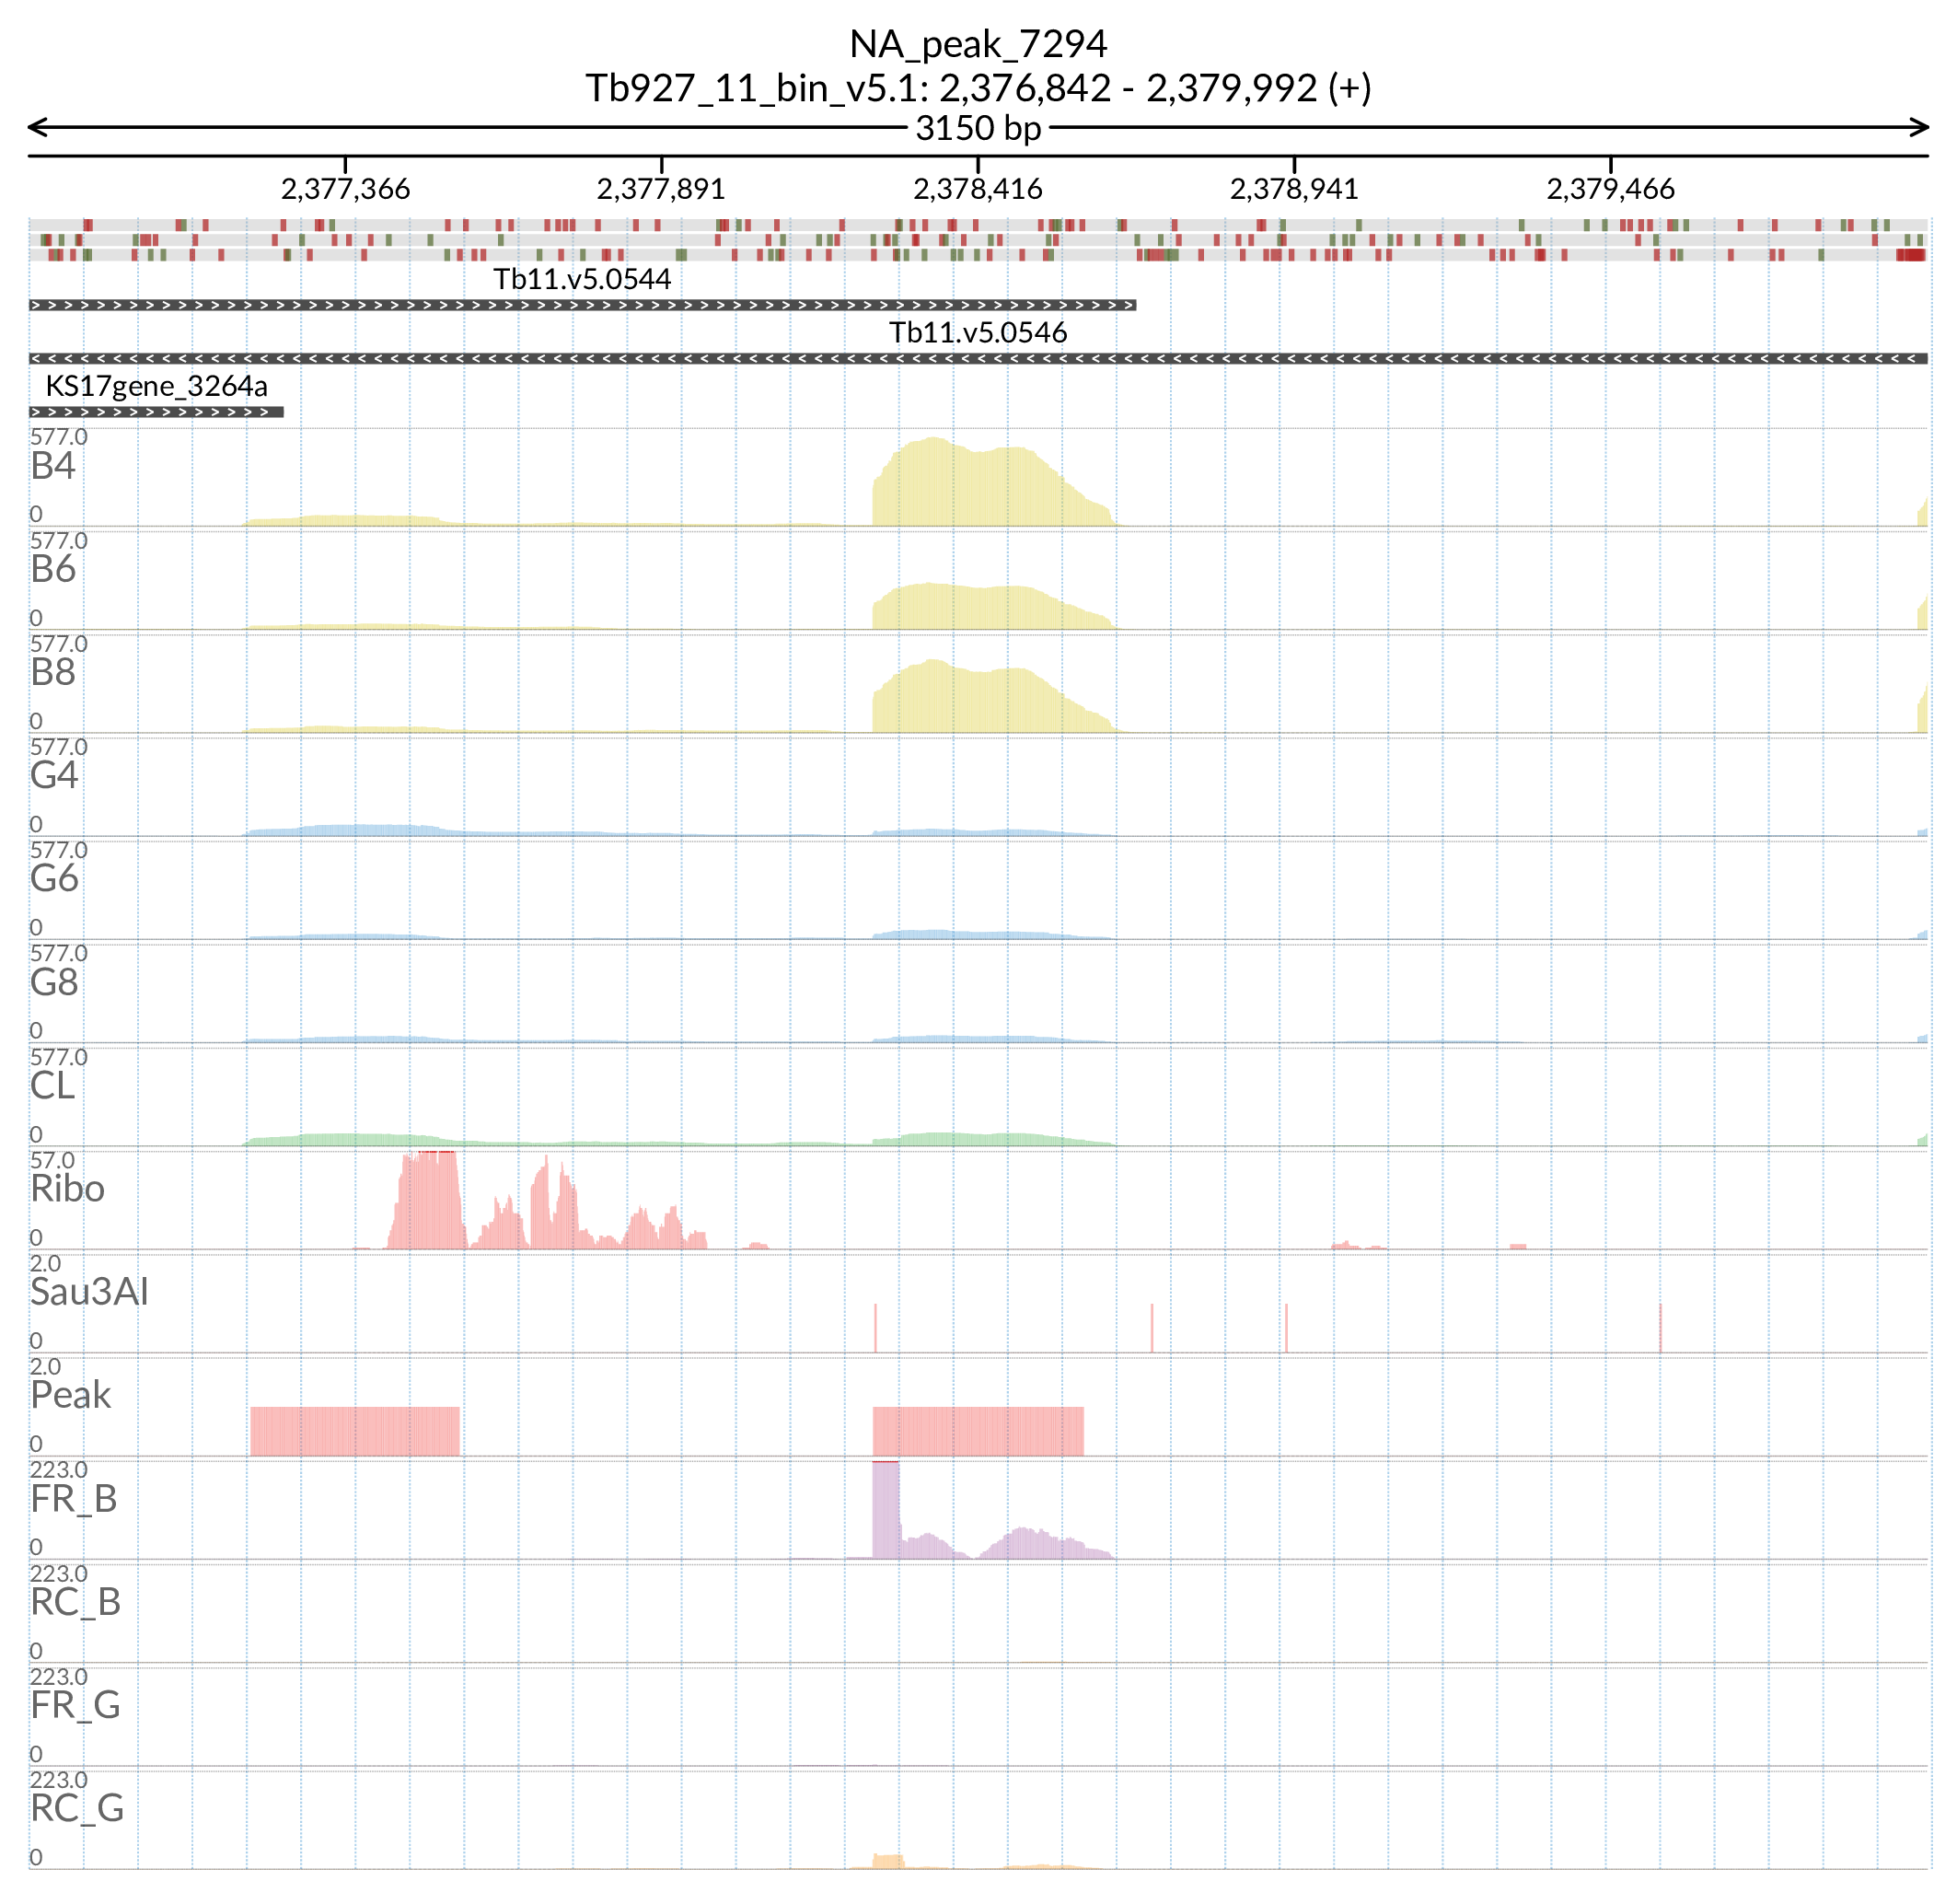 NA_peak_7294
Tb927_11_bin_v5.1: 2,376,842 - 2,379,992 (+)
3150 bp
2,377,366 2,377,891 2,378,416 2,378,941 2,379,466
Tb11.v5.0544
Tb11.v5.0546
KS17gene_3264a
577.0
B4
0
577.0
B6
0
577.0
B8
0
577.0
G4
0
577.0
G6
0
577.0
G8
0
577.0
CL
0
57.0
Ribo
0
2.0
Sau3AI
0
2.0
Peak
0
223.0
FR_B
0
223.0
RC_B
0
223.0
FR_G
0
223.0
RC_G
0